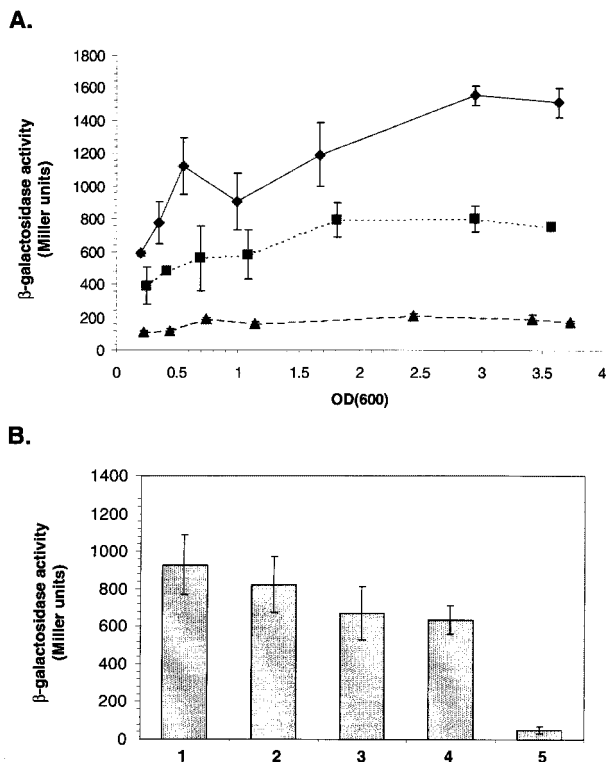 A.
1800
1600
1400
1200
1000
800
600
400
200
0
β-galactosidase activity
(Miller units)
0 0.5 1 1.5 2 2.5 3 3.5 4
OD(600)
B.
1400
1200
1000
800
600
400
200
0
β-galactosidase activity
(Miller units)
1 2 3 4 5